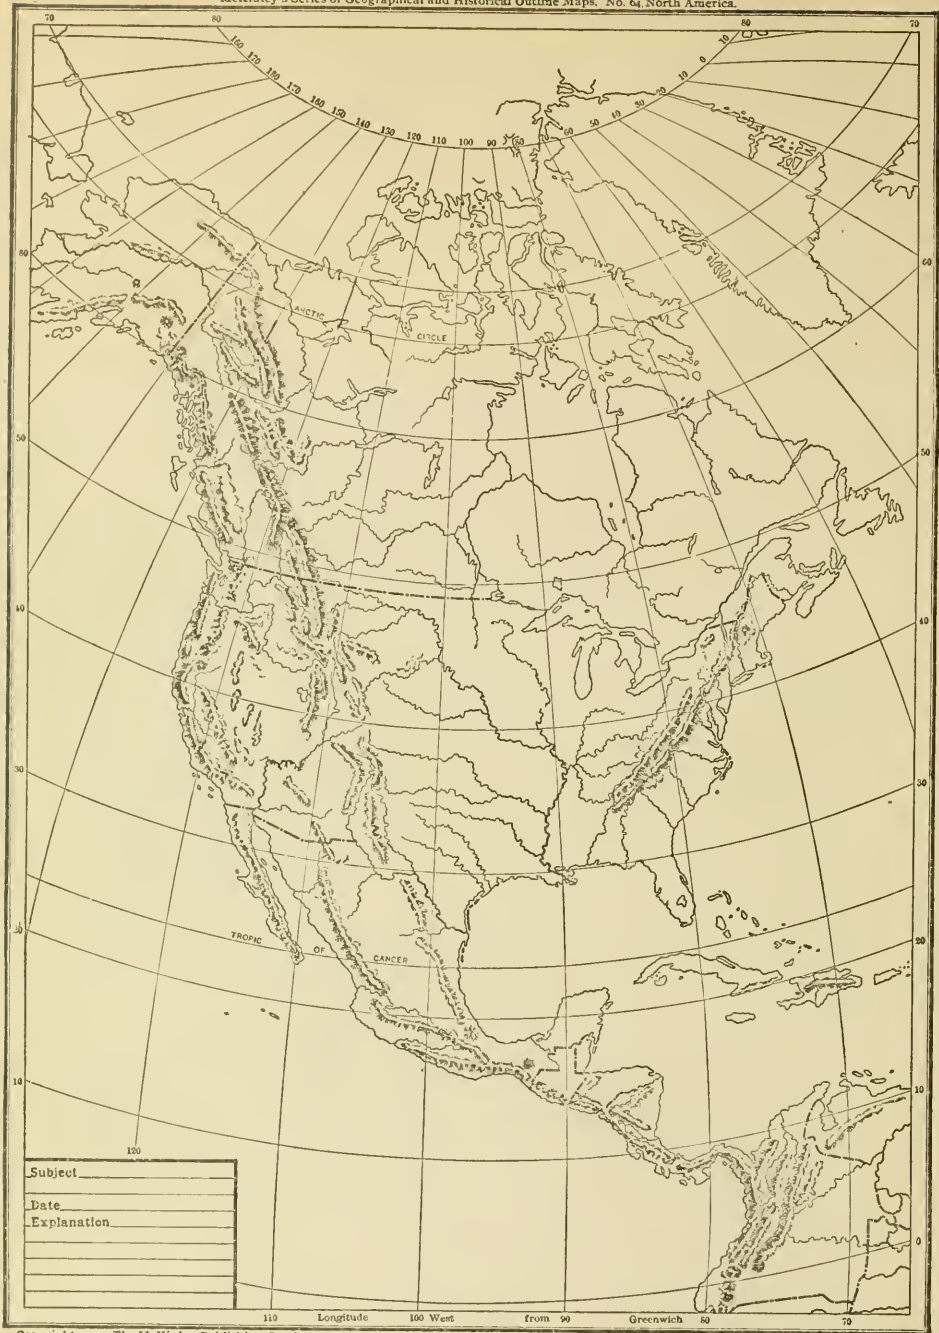 McKinley's Series of Geographical and Historical Outline Maps. No. 64. North America.
70 80 80 70
160 170 180 170 160 150 140 130 120 110 100 90 80 60 50 40 30 20 10 0 10
60 60
ARCTIC CIRCLE
50 50
40 40
30 30
TROPIC OF CANCER
20 20
10 10
120
Subject
Date
Explanation
0
110 Longitude 100 West from 90 Greenwich 80 70